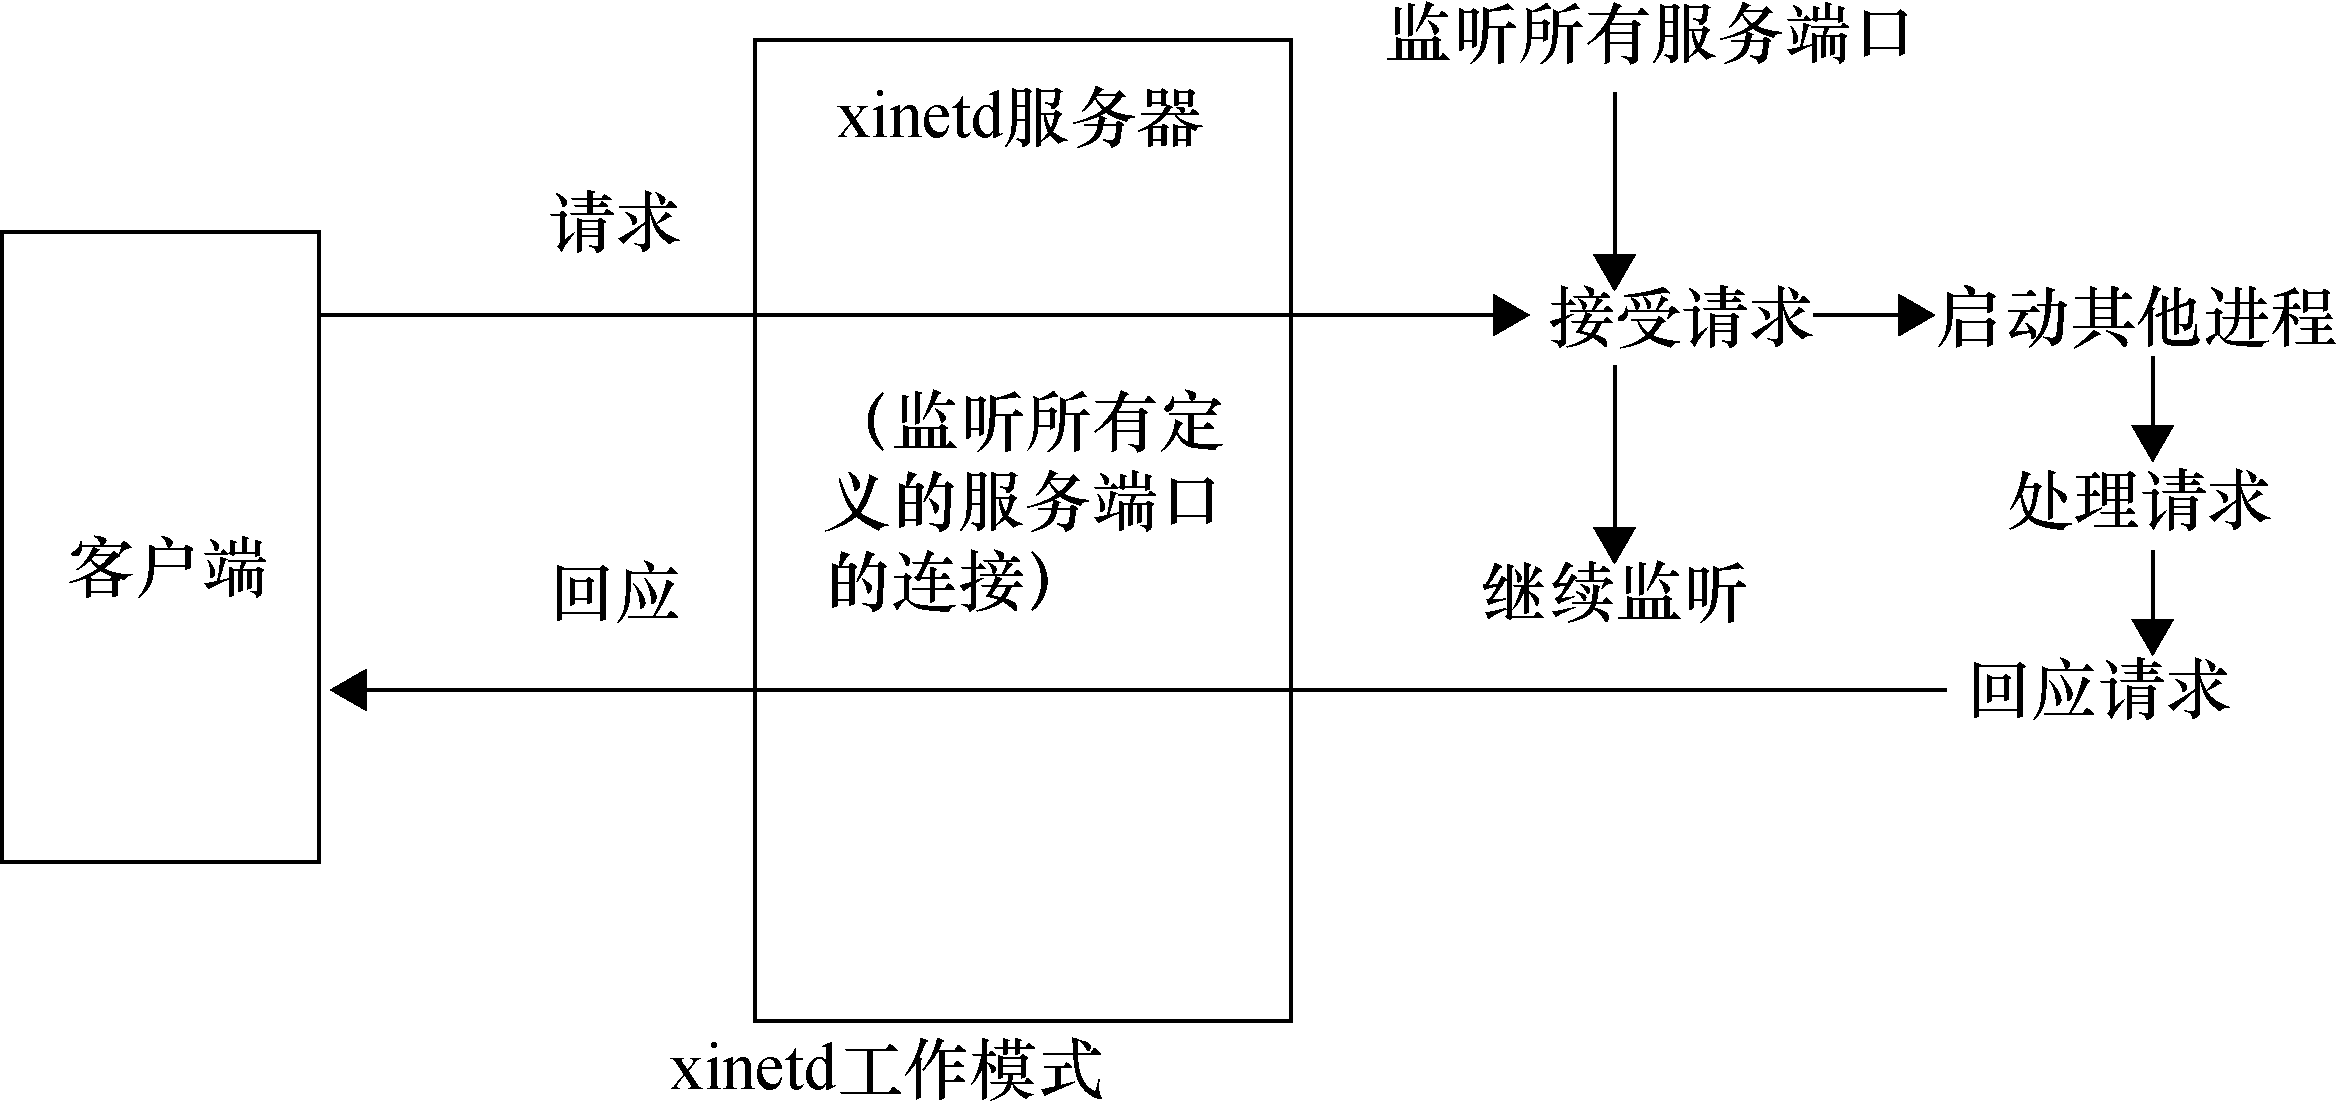 监听所有服务端口
xinetd服务器
请求
接受请求
启动其他进程
（监听所有定
义的服务端口
的连接）
处理请求
客户端
回应
继续监听
回应请求
xinetd工作模式